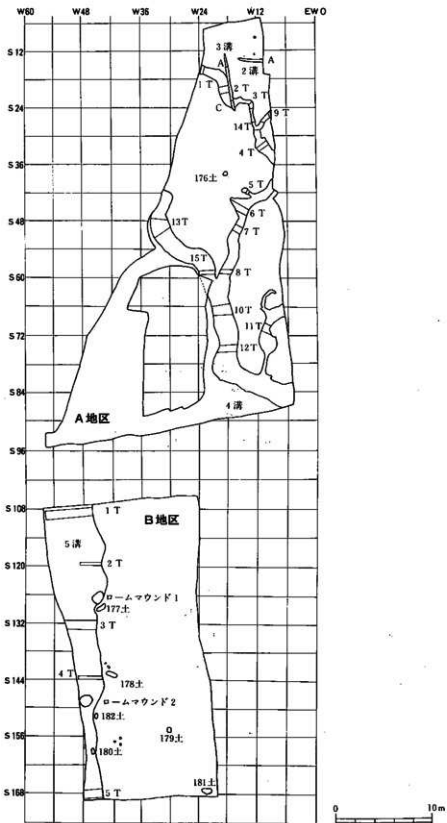 W60 W48 W36 W24 W12 EW0
S12
S24
S36
S48
S60
S72
S84
S96
S108
S120
S132
S144
S156
S168
3溝
A
A
2溝
1T
2T
3T
C
9T
14T
4T
176土
5T
6T
13T
7T
15T
8T
10T
11T
12T
4溝
A地区
B地区
1T
5溝
2T
ロームマウンド1
177土
3T
4T
178土
ロームマウンド2
182土
179土
180土
181土
5T
0 10m